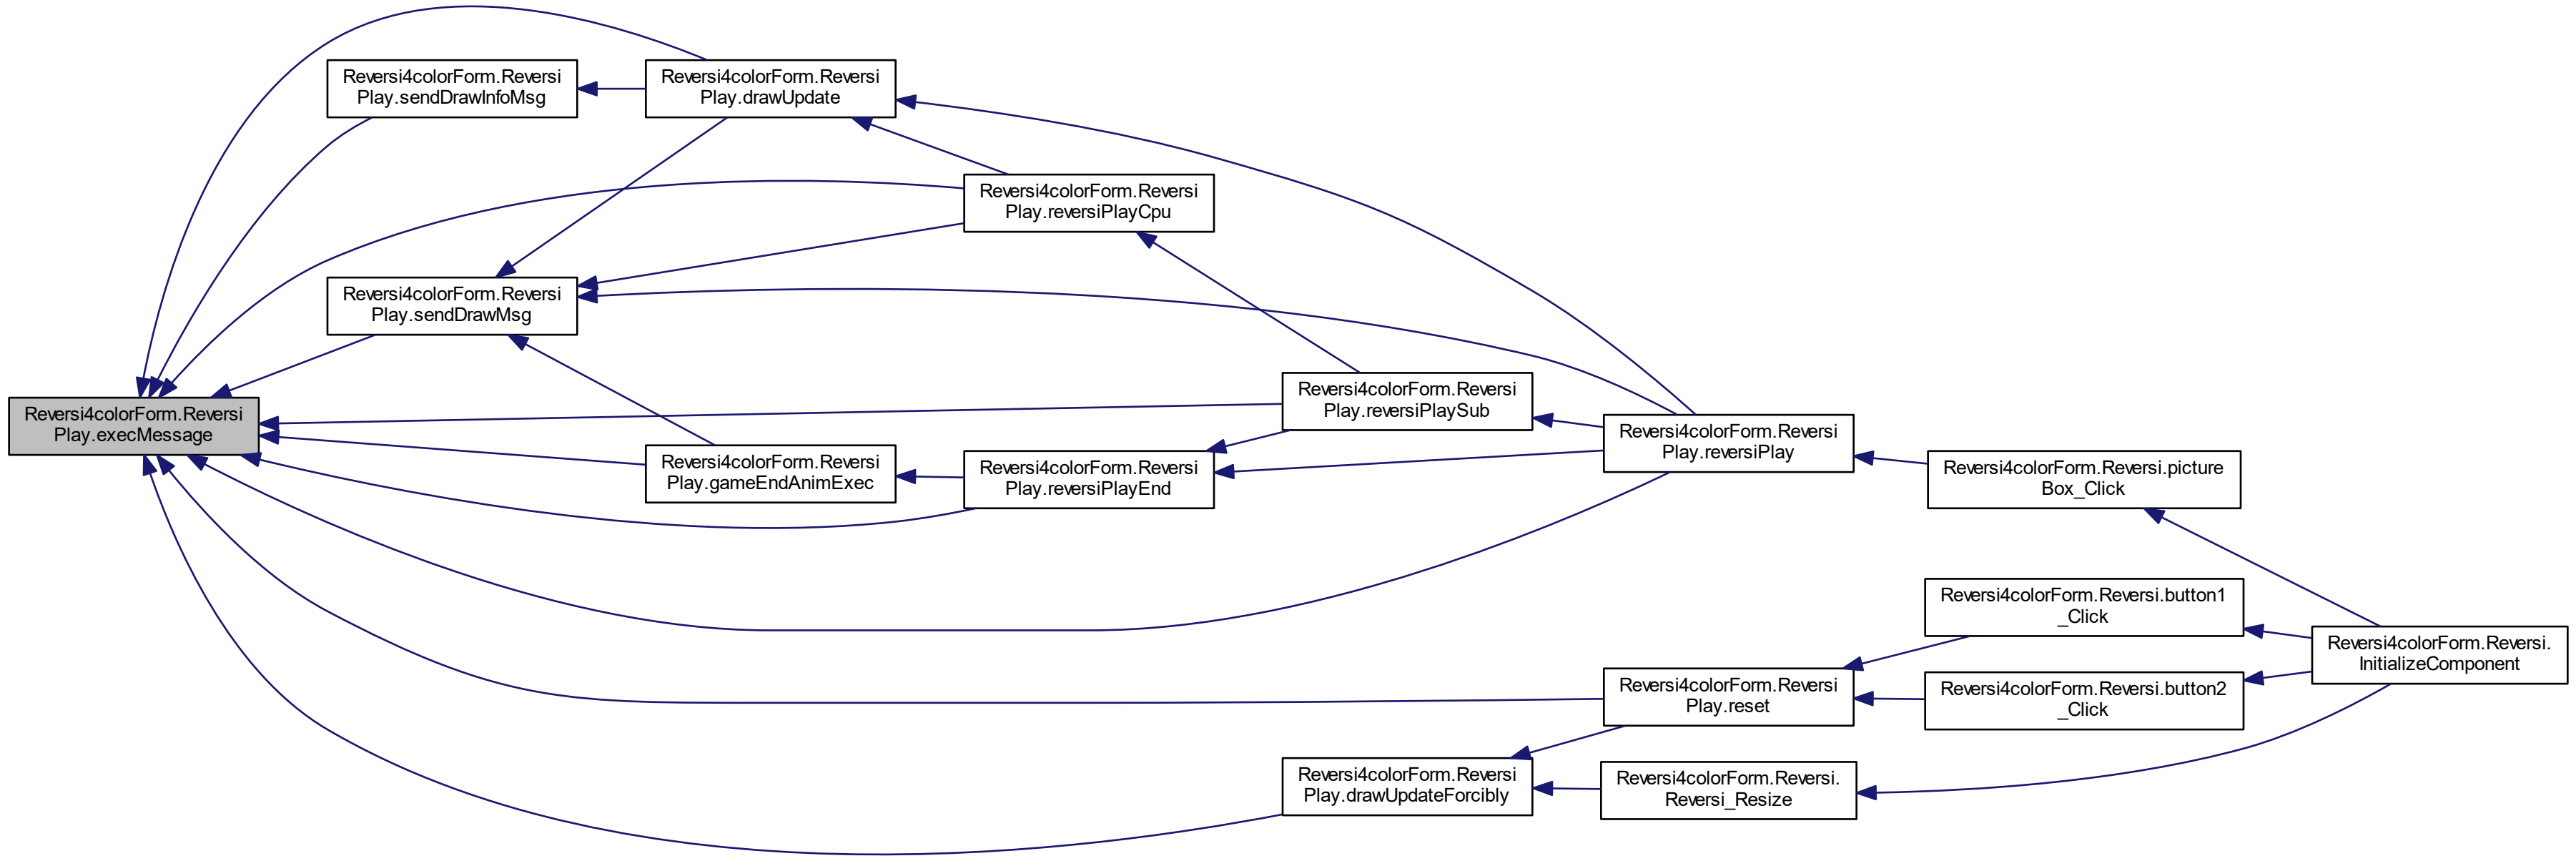 Reversi4colorForm.Reversi
Play.sendDrawInfoMsg
Reversi4colorForm.Reversi
Play.drawUpdate
Reversi4colorForm.Reversi
Play.reversiPlayCpu
Reversi4colorForm.Reversi
Play.sendDrawMsg
Reversi4colorForm.Reversi
Play.execMessage
Reversi4colorForm.Reversi
Play.reversiPlaySub
Reversi4colorForm.Reversi
Play.gameEndAnimExec
Reversi4colorForm.Reversi
Play.reversiPlayEnd
Reversi4colorForm.Reversi
Play.reversiPlay
Reversi4colorForm.Reversi.picture
Box_Click
Reversi4colorForm.Reversi.button1
_Click
Reversi4colorForm.Reversi.
InitializeComponent
Reversi4colorForm.Reversi
Play.reset
Reversi4colorForm.Reversi.button2
_Click
Reversi4colorForm.Reversi
Play.drawUpdateForcibly
Reversi4colorForm.Reversi.
Reversi_Resize